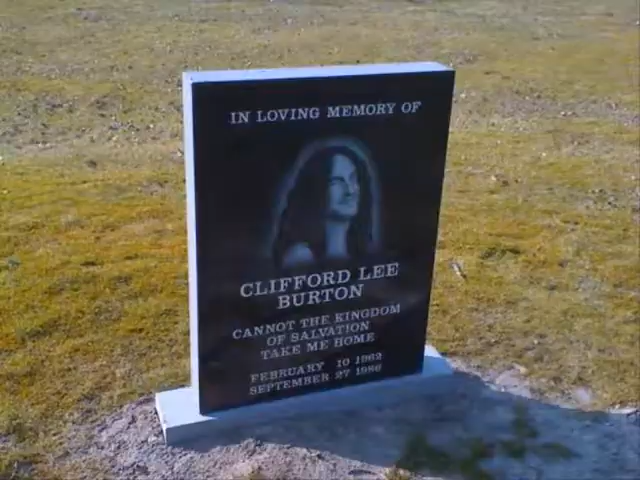 IN LOVING MEMORY OF
CLIFFORD LEE
BURTON
CANNOT THE KINGDOM
OF SALVATION
TAKE ME HOME
FEBRUARY 10 1962
SEPTEMBER 27 1986